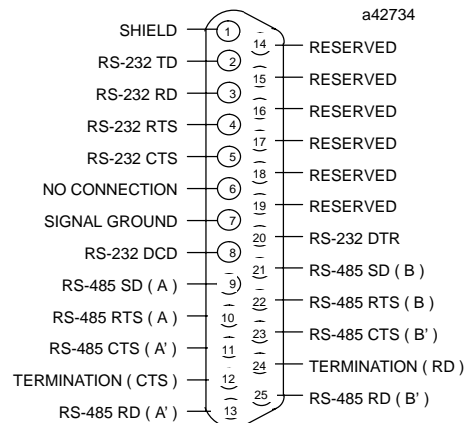 a42734
SHIELD 1
14 RESERVED
RS-232 TD 2
15 RESERVED
RS-232 RD 3
16 RESERVED
RS-232 RTS 4
17 RESERVED
RS-232 CTS 5
18 RESERVED
NO CONNECTION 6
19 RESERVED
SIGNAL GROUND 7
20 RS-232 DTR
RS-232 DCD 8
21 RS-485 SD ( B )
RS-485 SD ( A ) 9
22 RS-485 RTS ( B )
RS-485 RTS ( A ) 10
23 RS-485 CTS ( B' )
RS-485 CTS ( A' ) 11
24 TERMINATION ( RD )
TERMINATION ( CTS ) 12
25 RS-485 RD ( B' )
RS-485 RD ( A' ) 13